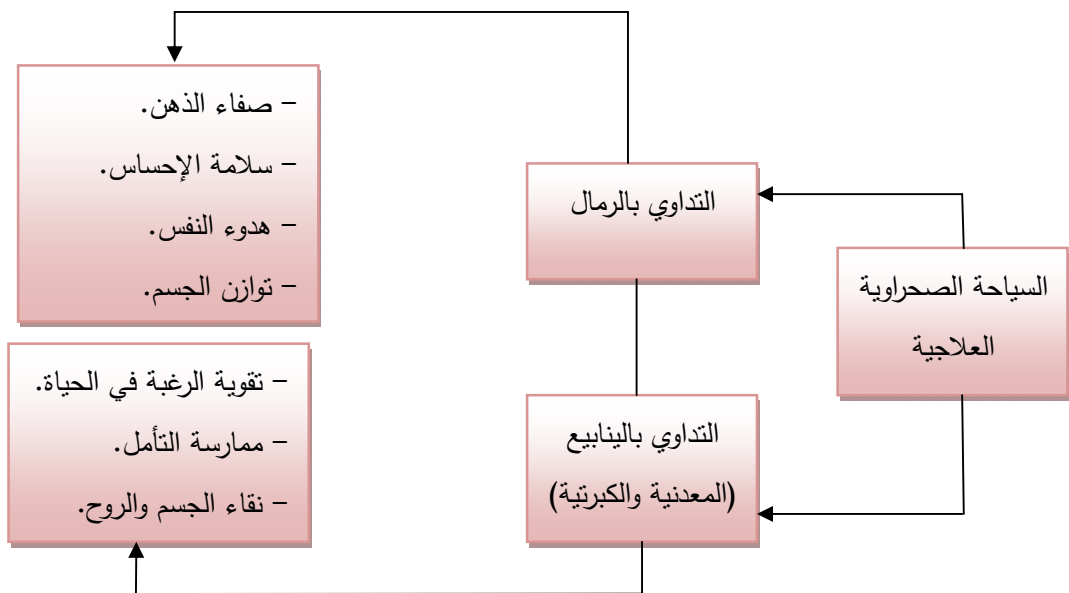 السياحة الصحراوية
العلاجية
التداوي بالرمال
التداوي بالينابيع
(المعدنية والكبرتية)
– صفاء الذهن.
– سلامة الإحساس.
– هدوء النفس.
– توازن الجسم.
– تقوية الرغبة في الحياة.
– ممارسة التأمل.
– نقاء الجسم والروح.